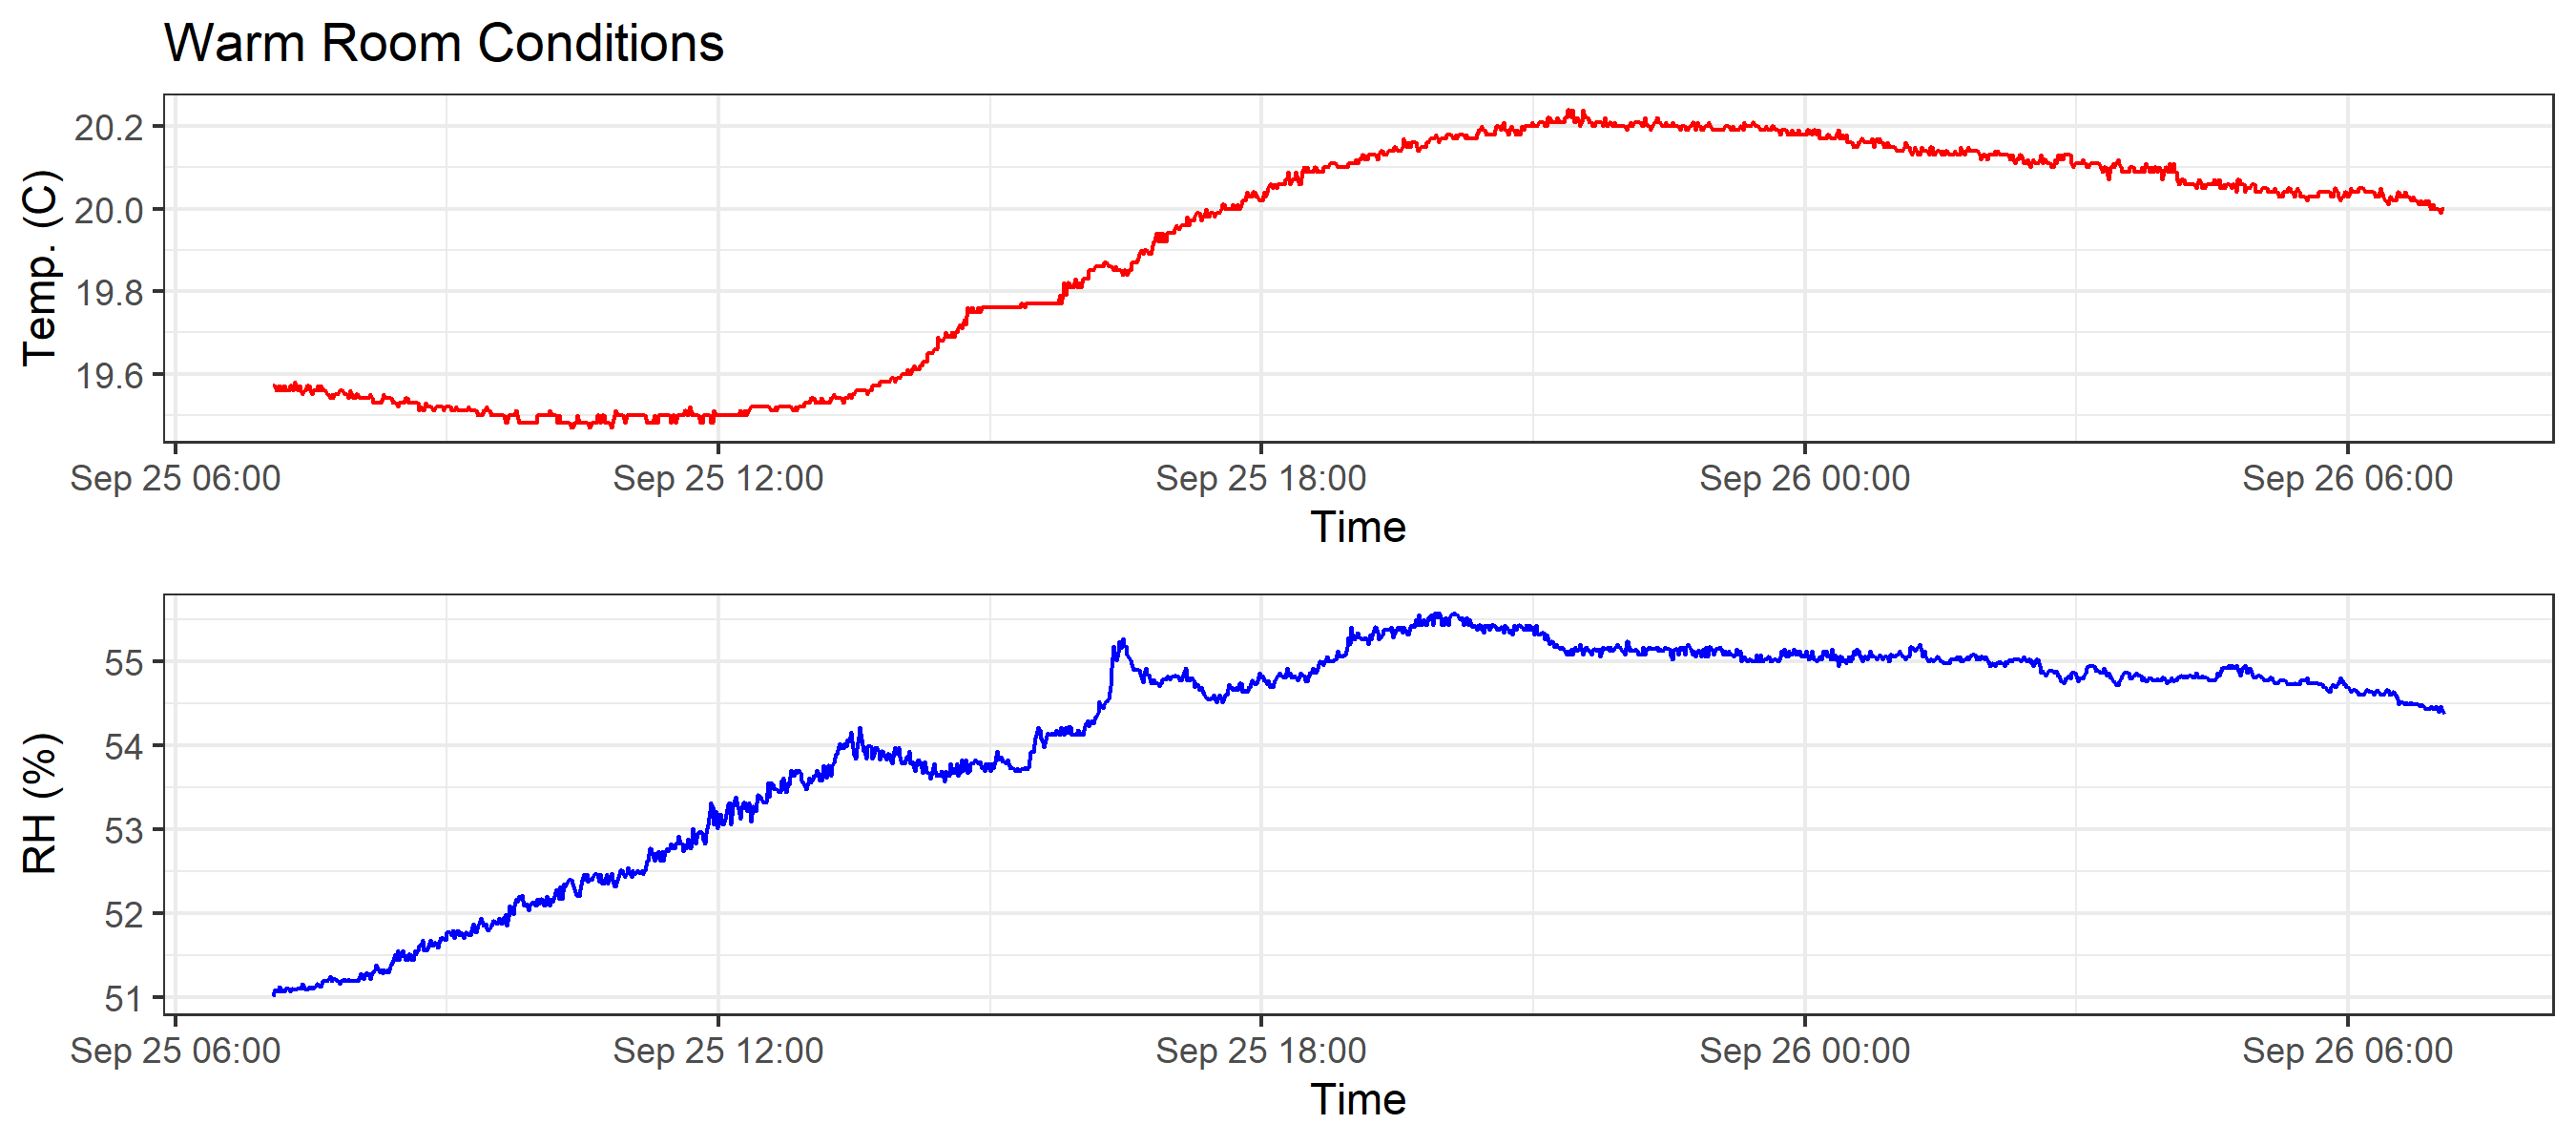 Warm Room Conditions
Temp. (C)
20.2
20.0
19.8
19.6
Sep 25 06:00 Sep 25 12:00 Sep 25 18:00 Sep 26 00:00 Sep 26 06:00
Time
RH (%)
55
54
53
52
51
Sep 25 06:00 Sep 25 12:00 Sep 25 18:00 Sep 26 00:00 Sep 26 06:00
Time